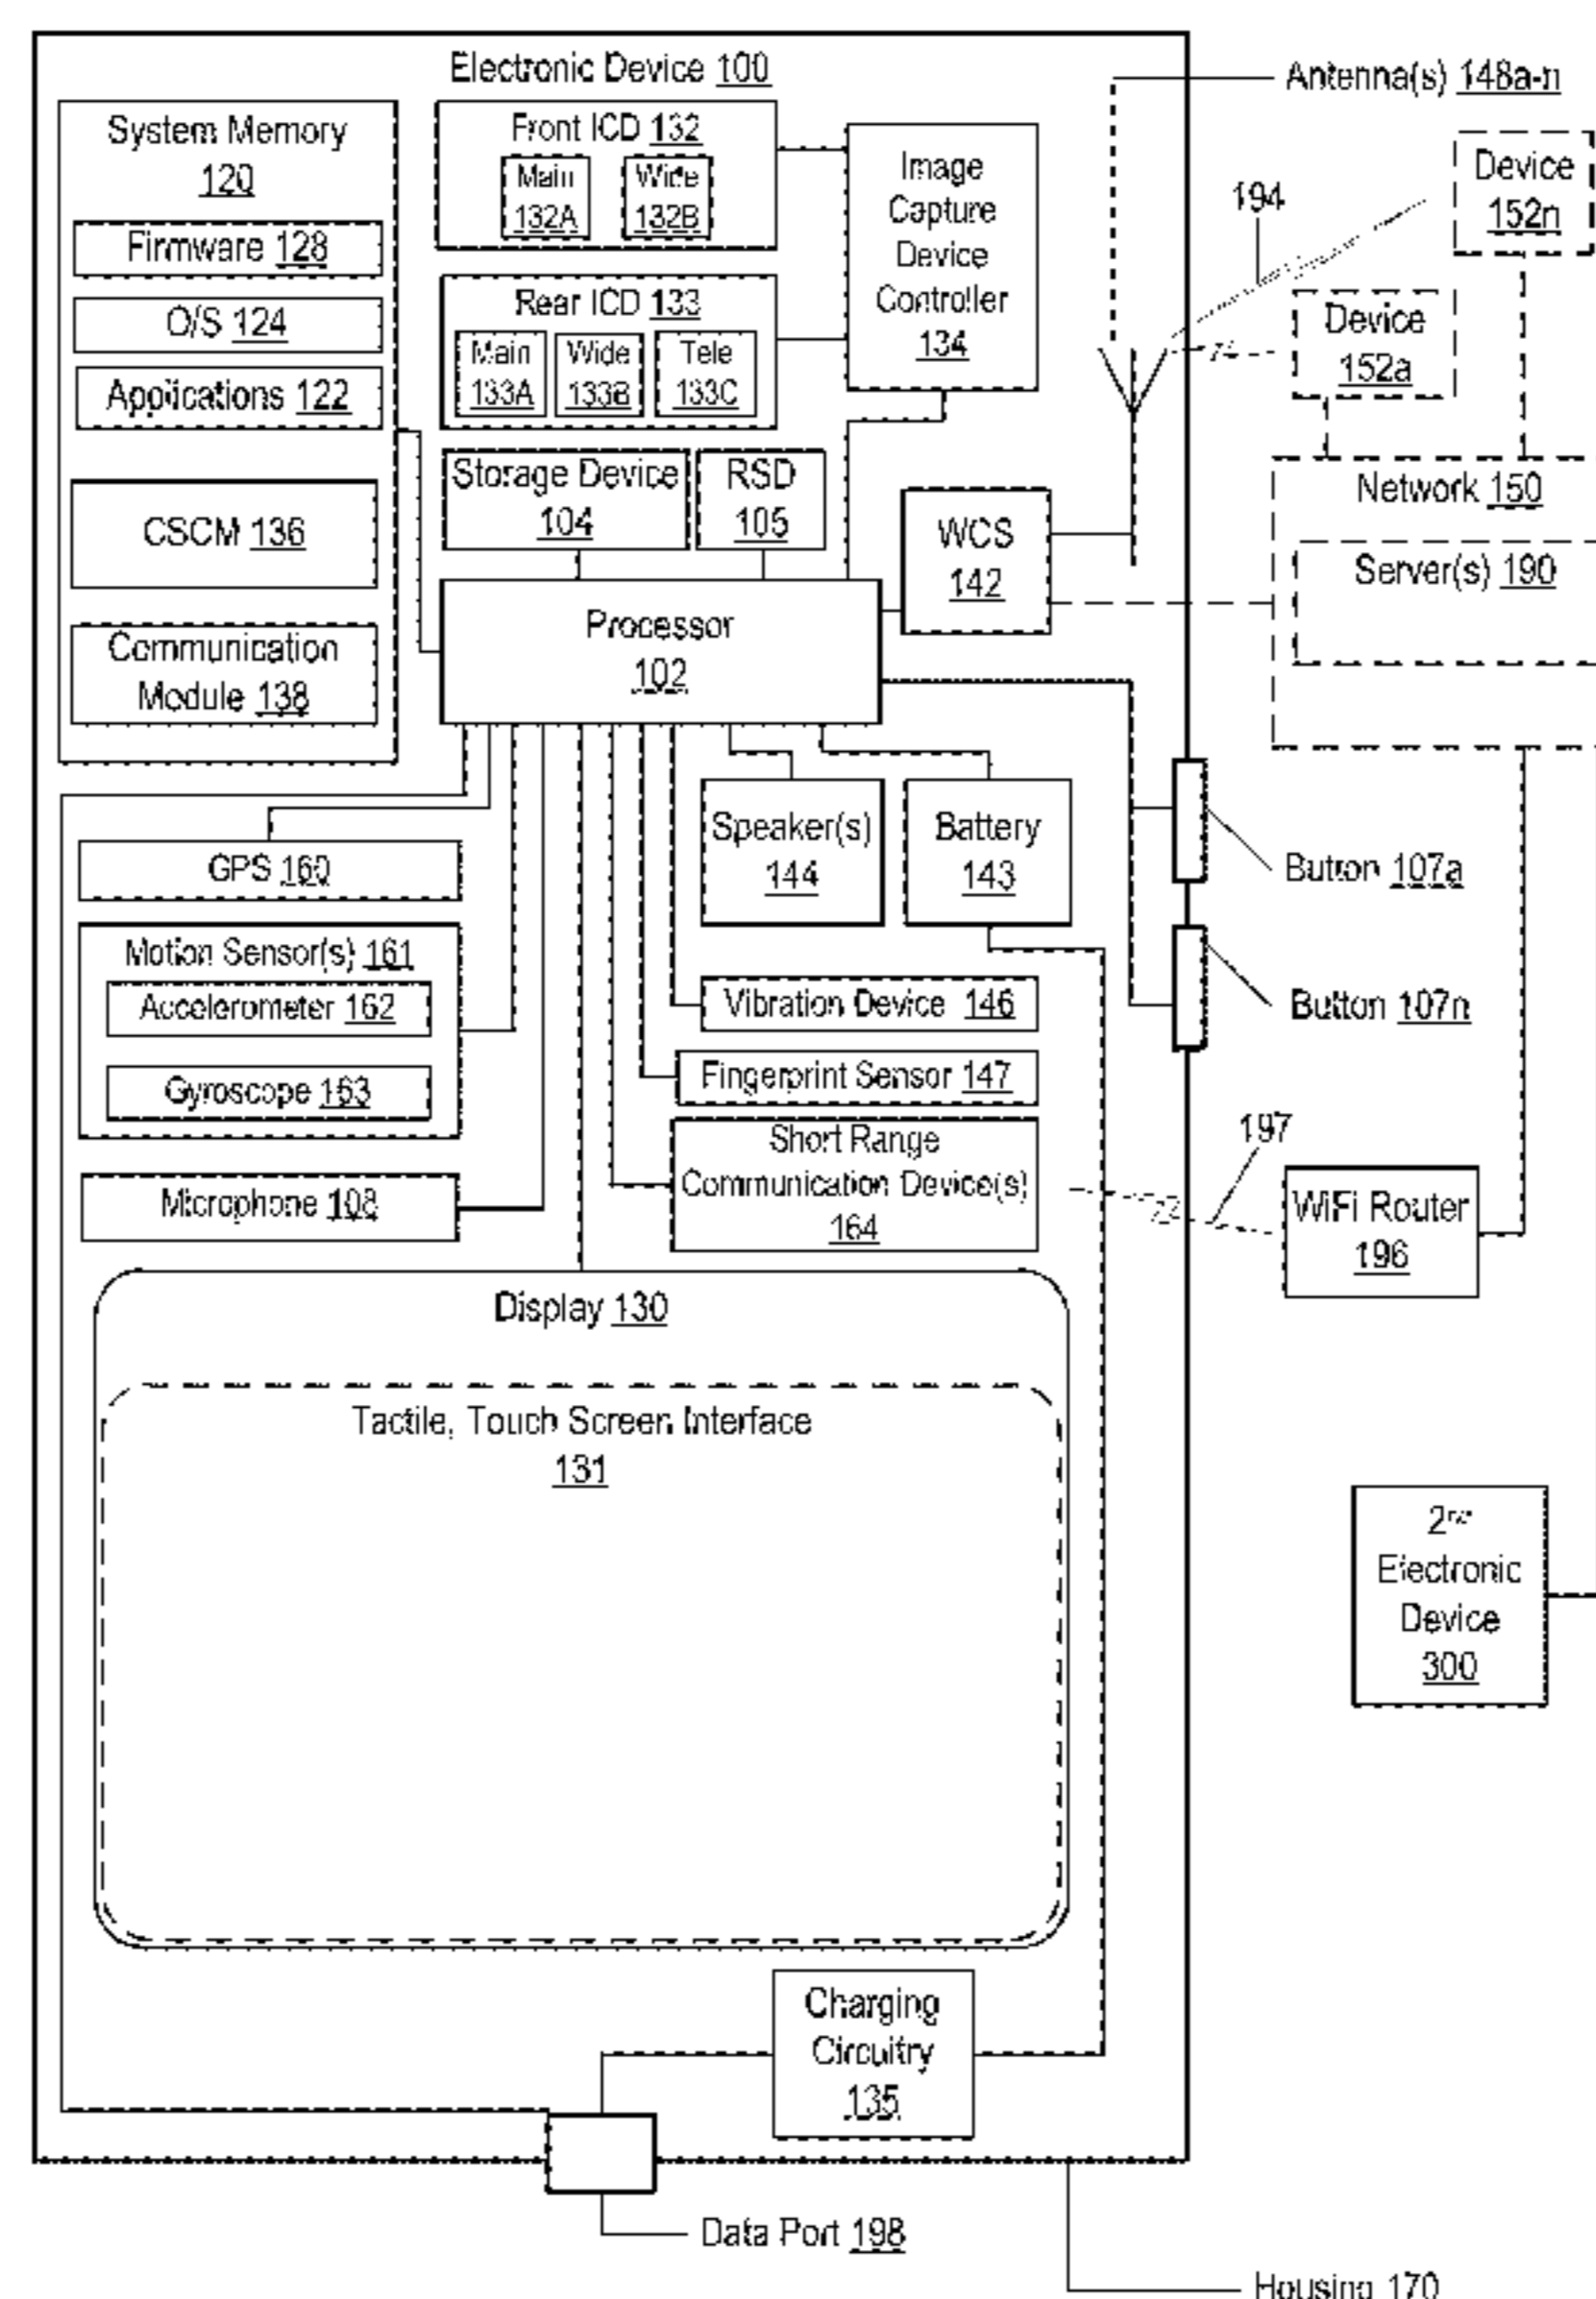 Electronic Device 100
Antenna(s) 148a-n
System Memory
120
Firmware 128
O/S 124
Applications 122
CSCM 136
Communication
Module 138
Front ICD 132
Main
132A
Wide
132B
Rear ICD 133
Main
133A
Wide
133B
Tele
133C
Image
Capture
Device
Controller
134
194
Device
152n
Device
152a
Storage Device
104
RSD
105
WCS
142
Network 150
Server(s) 190
Processor
102
Speaker(s)
144
Battery
143
Button 107a
GPS 160
Motion Sensor(s) 161
Accelerometer 162
Gyroscope 163
Vibration Device 146
Button 107n
Fingerprint Sensor 147
Microphone 108
Short Range
Communication Device(s)
164
197
WiFi Router
196
Display 130
Tactile, Touch Screen Interface
131
2nd
Electronic
Device
300
Charging
Circuitry
135
Data Port 198
Housing 170